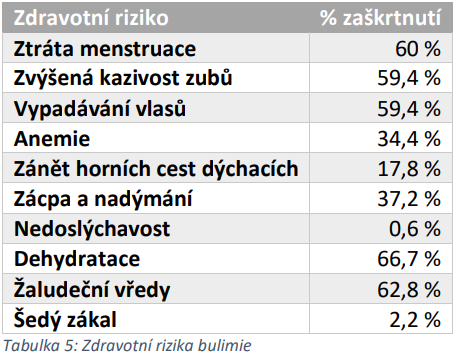 Zdravotní riziko % zaškrtnutí
Ztráta menstruace 60 %
Zvýšená kazivost zubů 59,4 %
Vypadávání vlasů 59,4 %
Anemie 34,4 %
Zánět horních cest dýchacích 17,8 %
Zácpa a nadýmání 37,2 %
Nedoslýchavost 0,6 %
Dehydratace 66,7 %
Žaludeční vředy 62,8 %
Šedý zákal 2,2 %
Tabulka 5: Zdravotní rizika bulimie